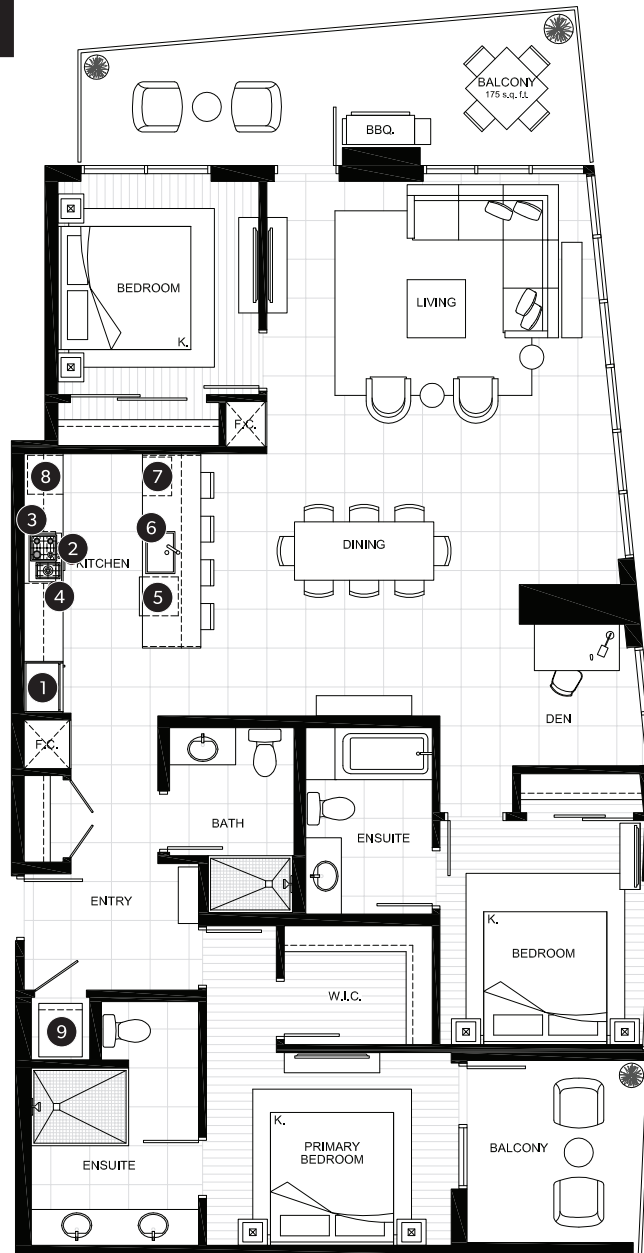 BALCONY
175 s.q. f.t.
BBQ.
BEDROOM
K.
LIVING
F.C.
8
7
3
6
2
KITCHEN
DINING
4
5
1
DEN
F.C.
BATH
ENSUITE
ENTRY
K.
BEDROOM
W.I.C.
9
K.
PRIMARY
BEDROOM
BALCONY
ENSUITE